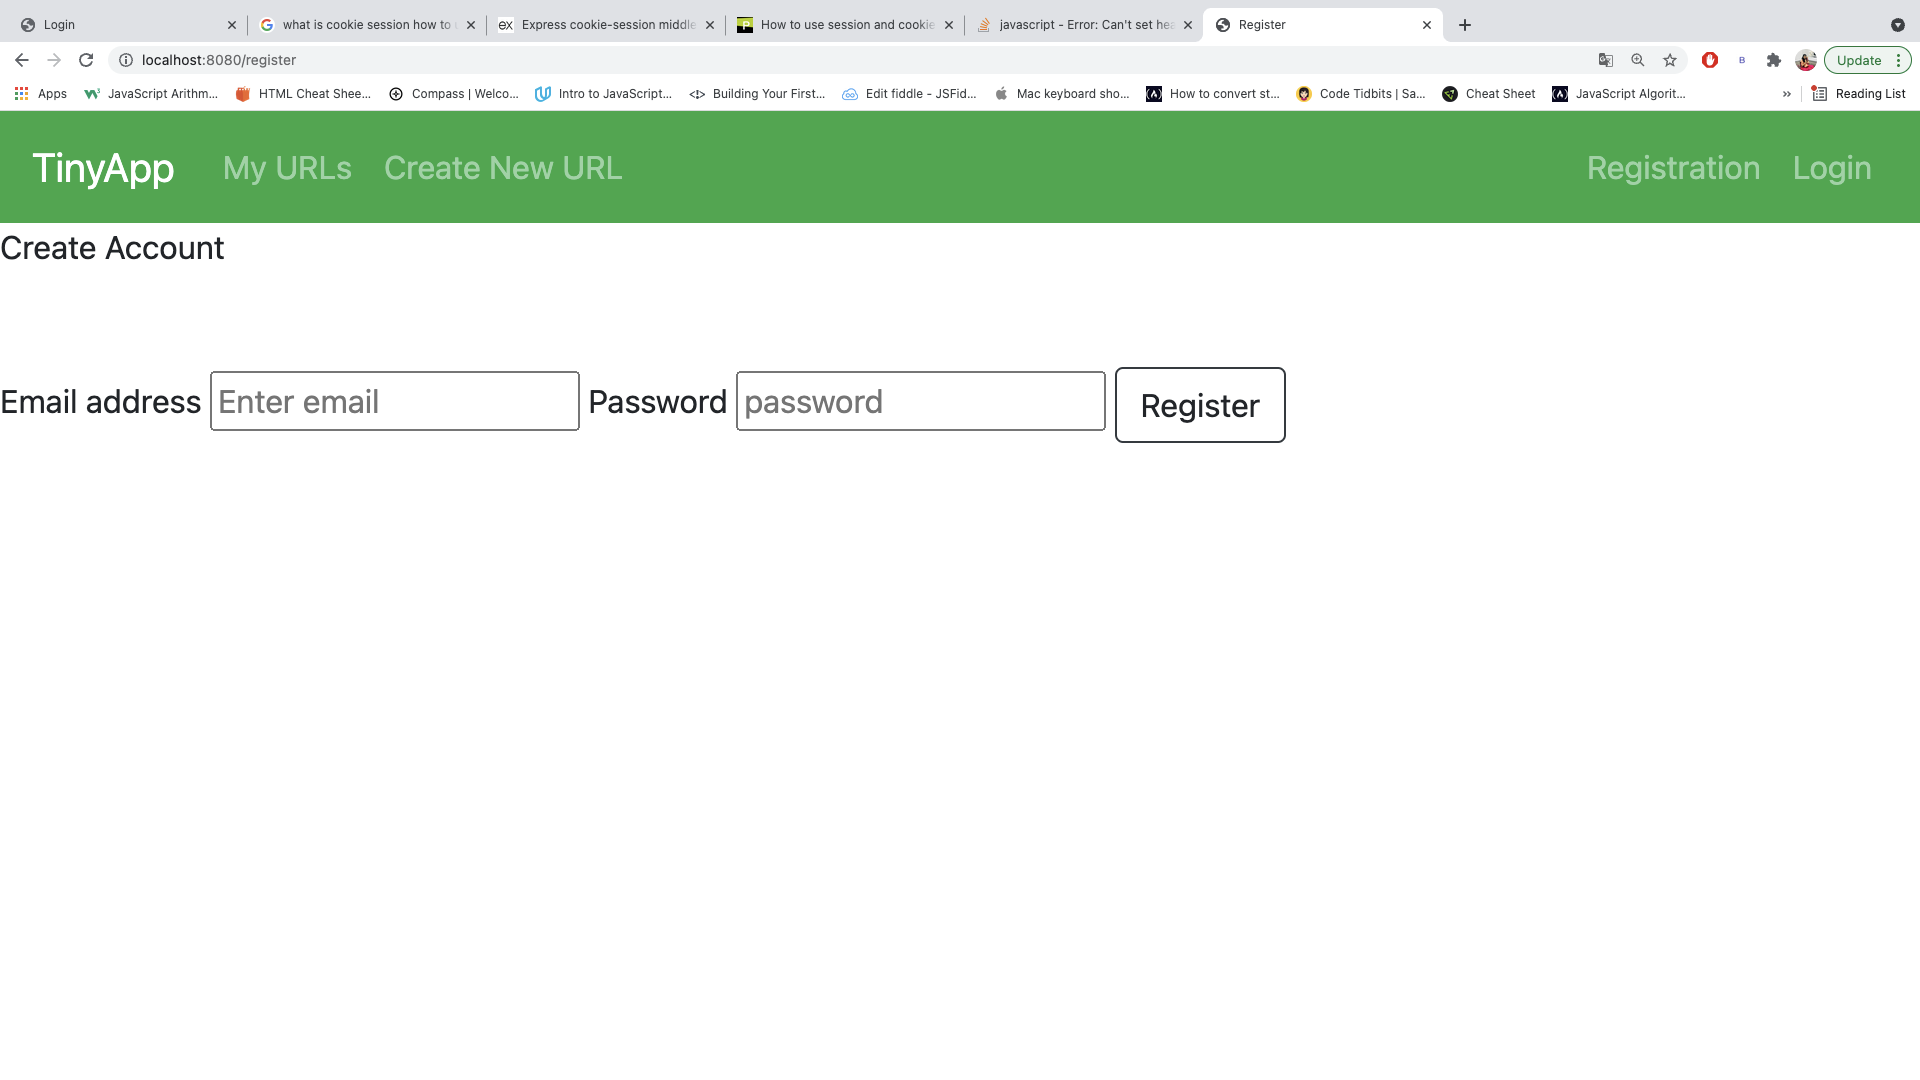 Login
what is cookie session how to
Express cookie-session middle
How to use session and cookie
javascript - Error: Can't set hea
Register
localhost:8080/register
Update
Apps
JavaScript Arithm...
HTML Cheat Shee...
Compass | Welco...
Intro to JavaScript...
Building Your First...
Edit fiddle - JSFid...
Mac keyboard sho...
How to convert st...
Code Tidbits | Sa...
Cheat Sheet
JavaScript Algorit...
»
Reading List
TinyApp
My URLs
Create New URL
Registration
Login
Create Account
Email address
Enter email
Password
password
Register